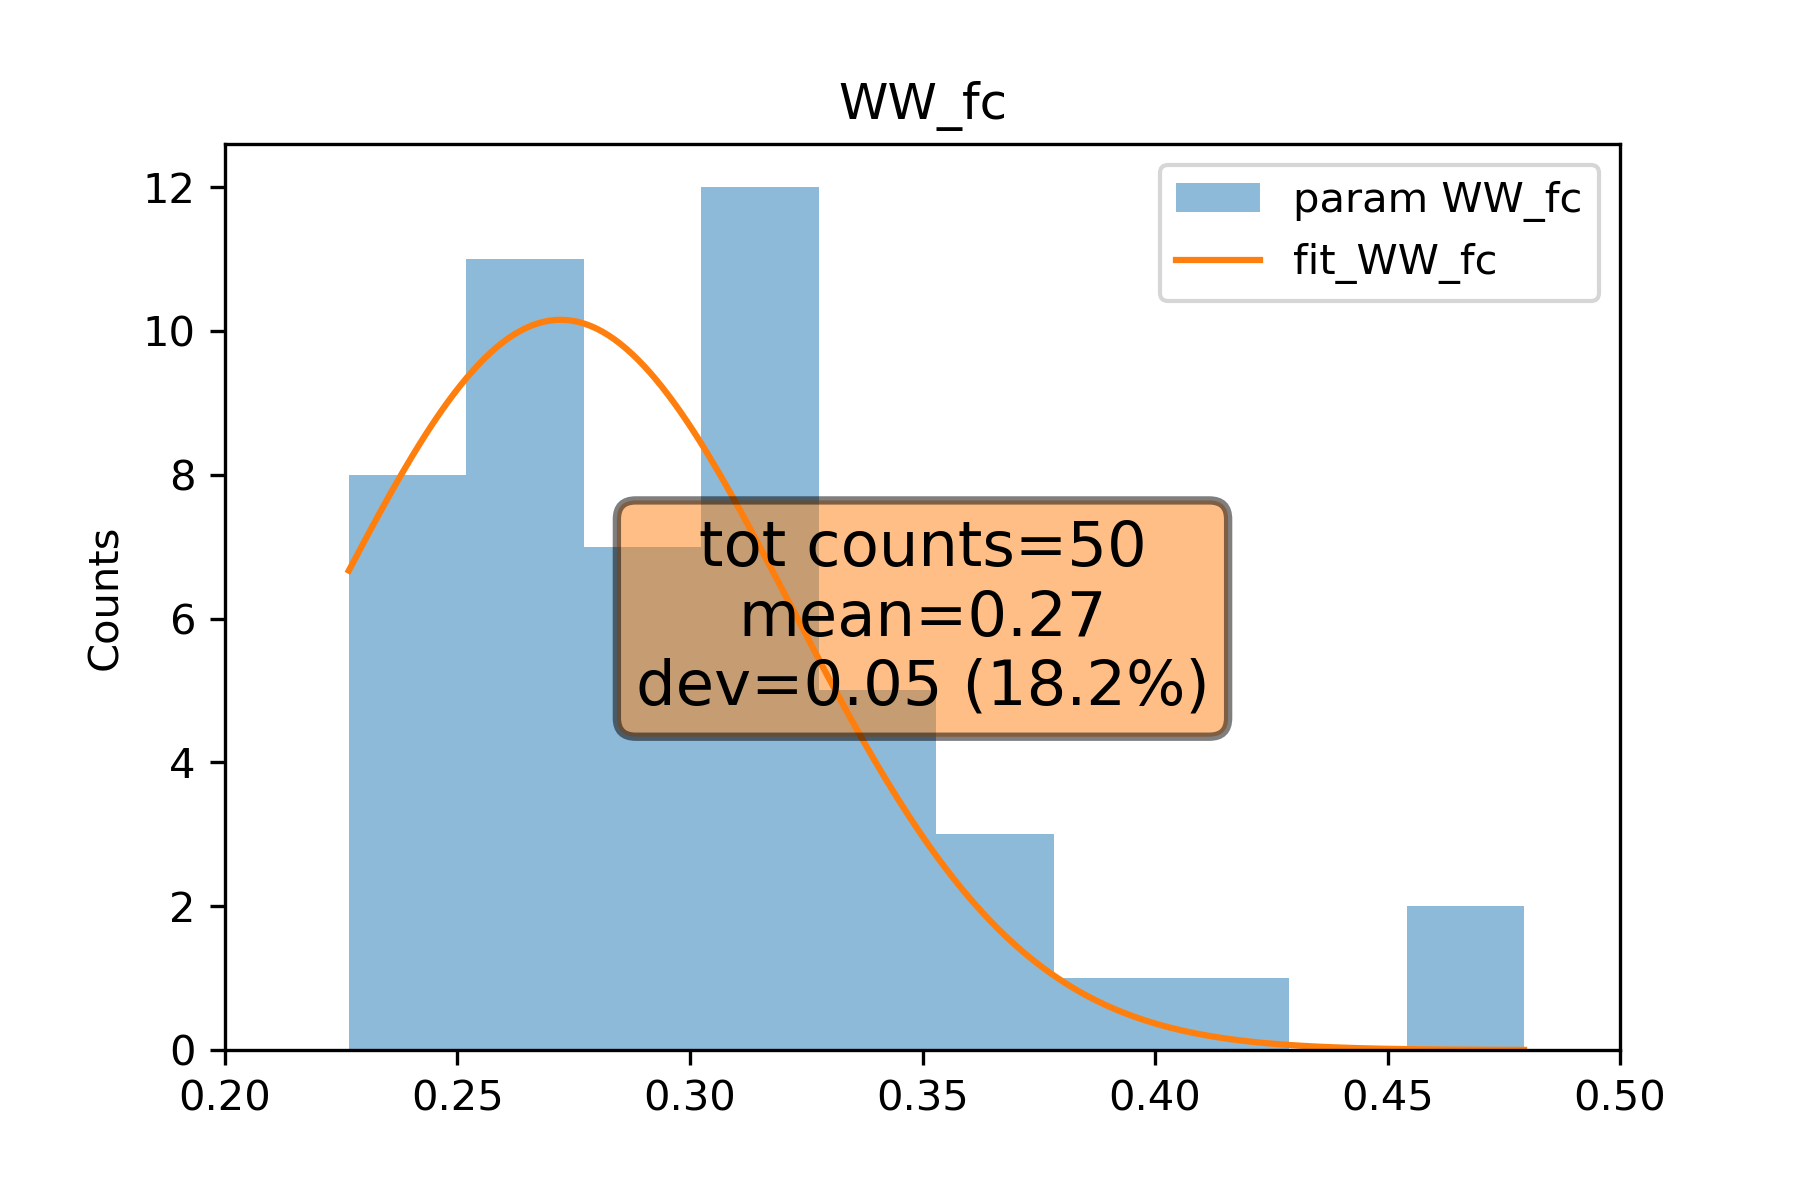 WW_fc
param WW_fc
fit_WW_fc
12
10
8
6
4
2
0
Counts
tot counts=50
mean=0.27
dev=0.05 (18.2%)
0.20 0.25 0.30 0.35 0.40 0.45 0.50